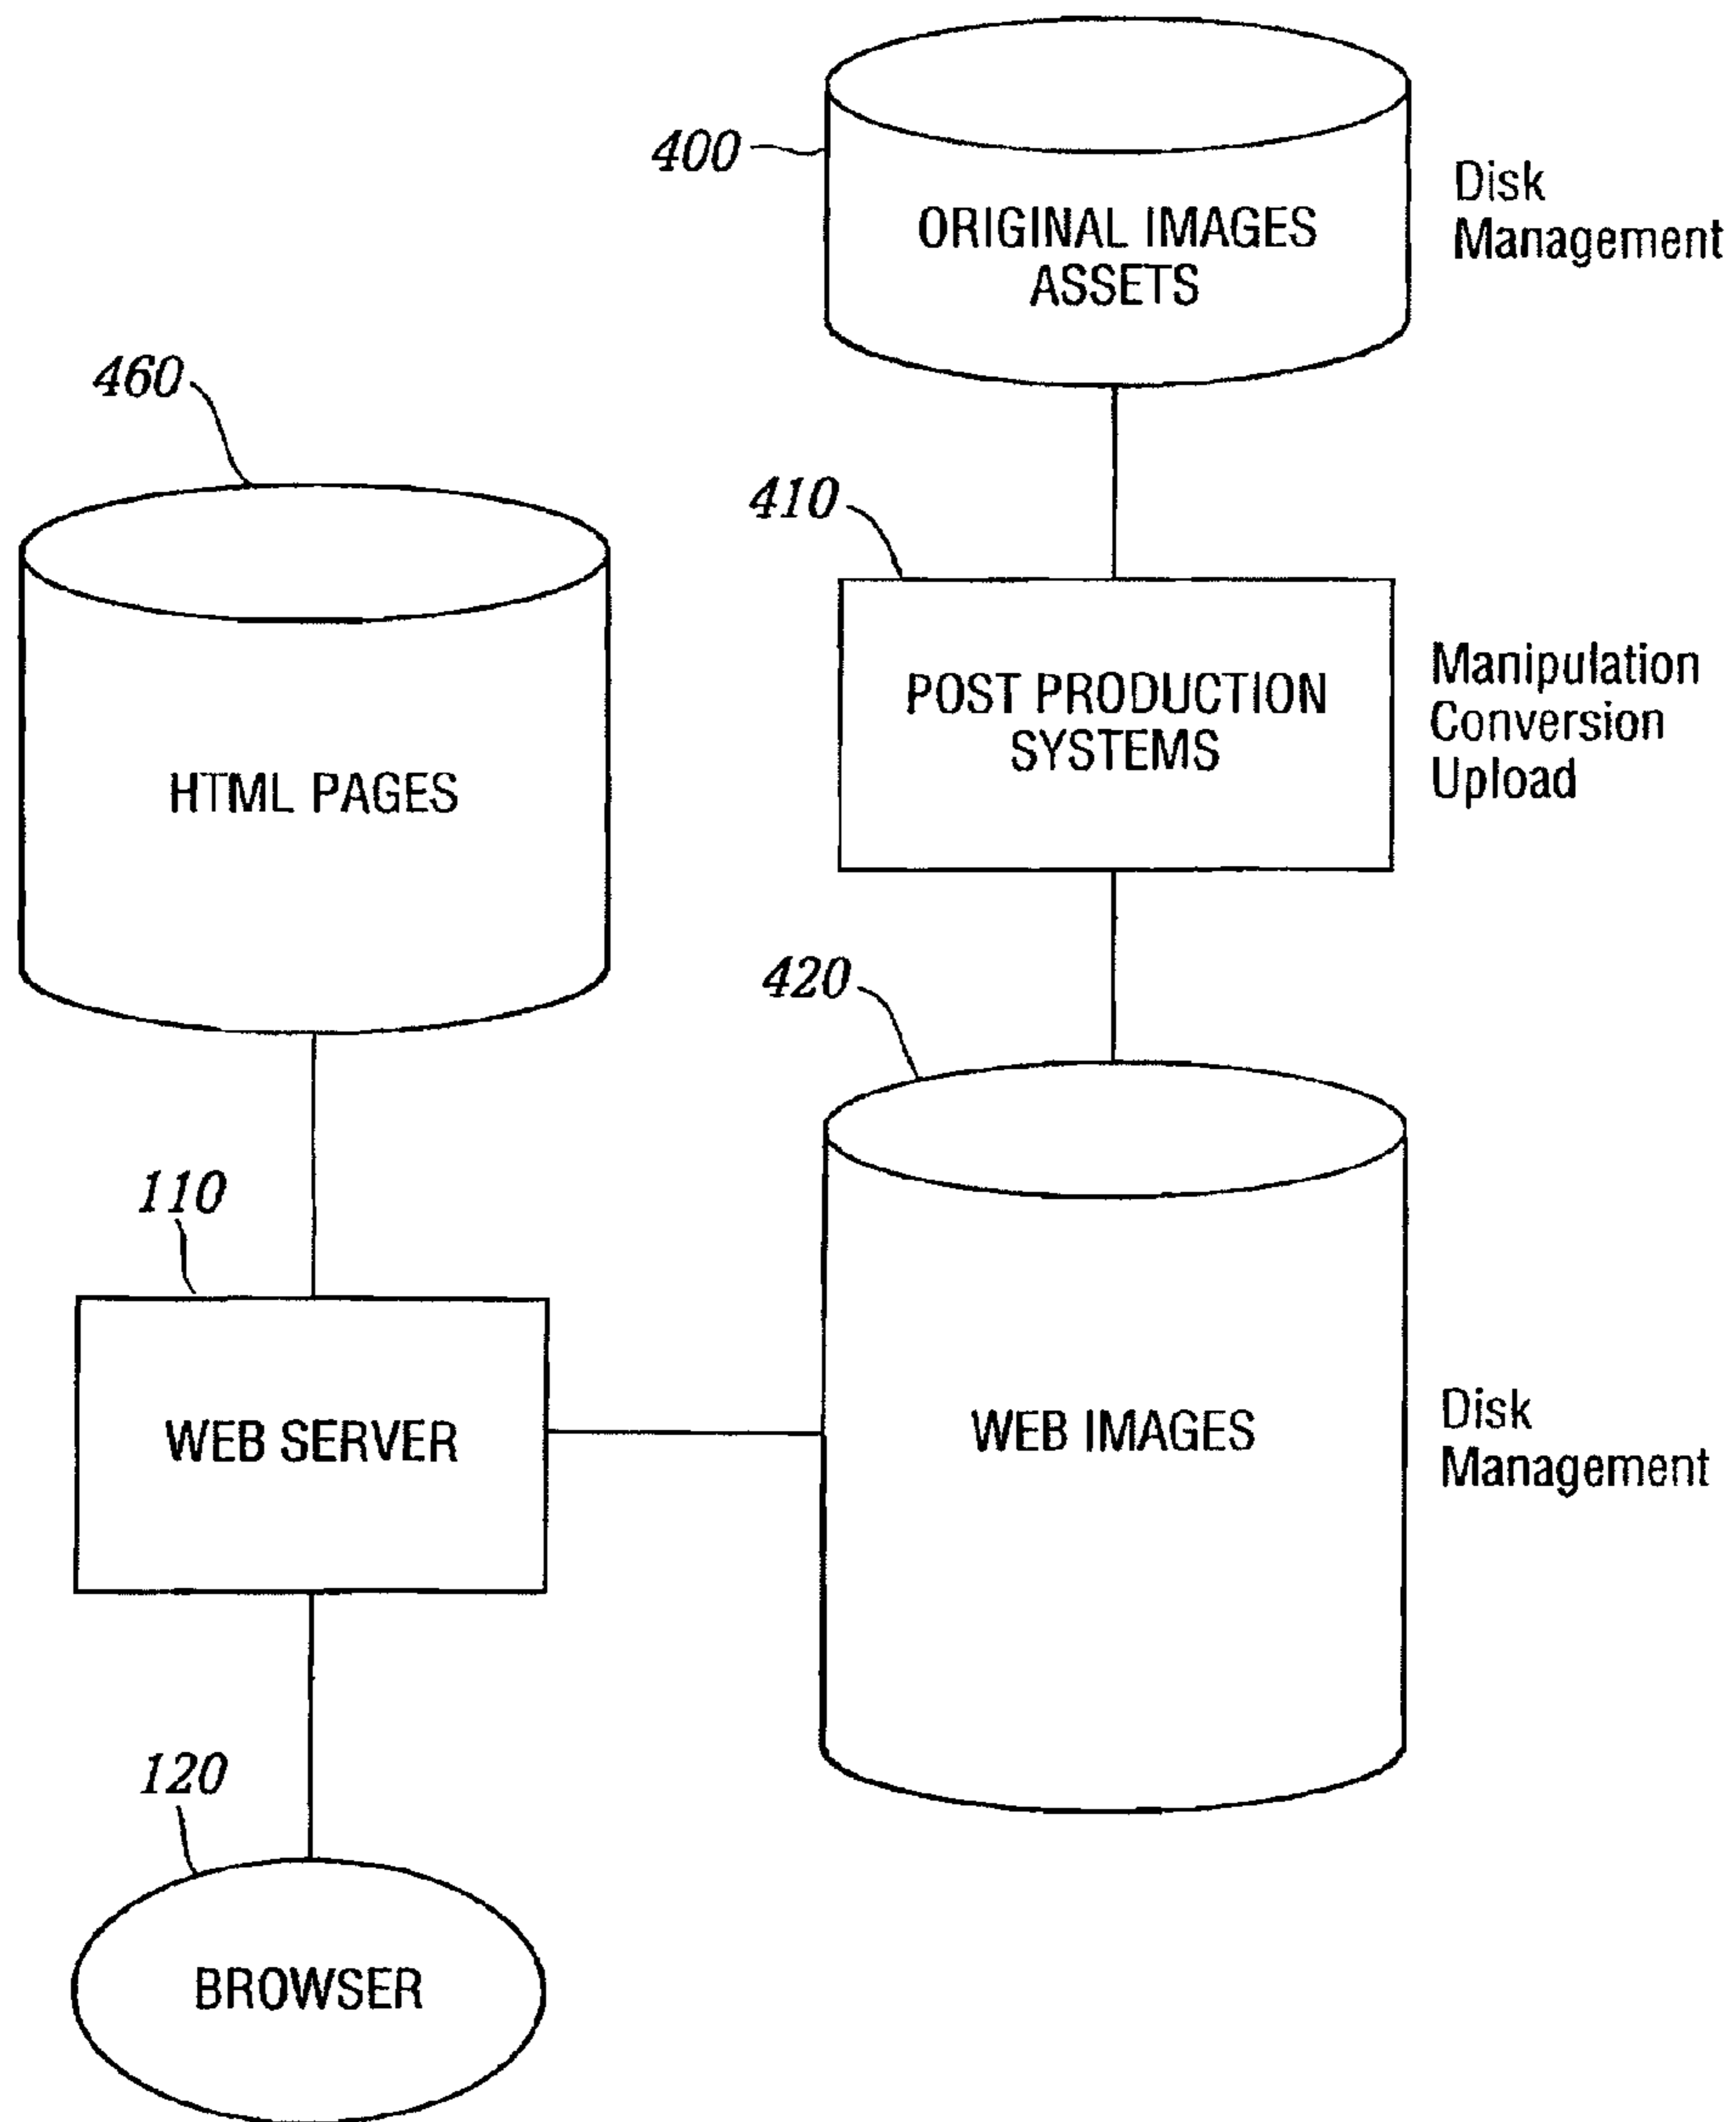 400
ORIGINAL IMAGES
ASSETS
Disk
Management
460
HTML PAGES
410
POST PRODUCTION
SYSTEMS
Manipulation
Conversion
Upload
420
WEB IMAGES
Disk
Management
110
WEB SERVER
120
BROWSER